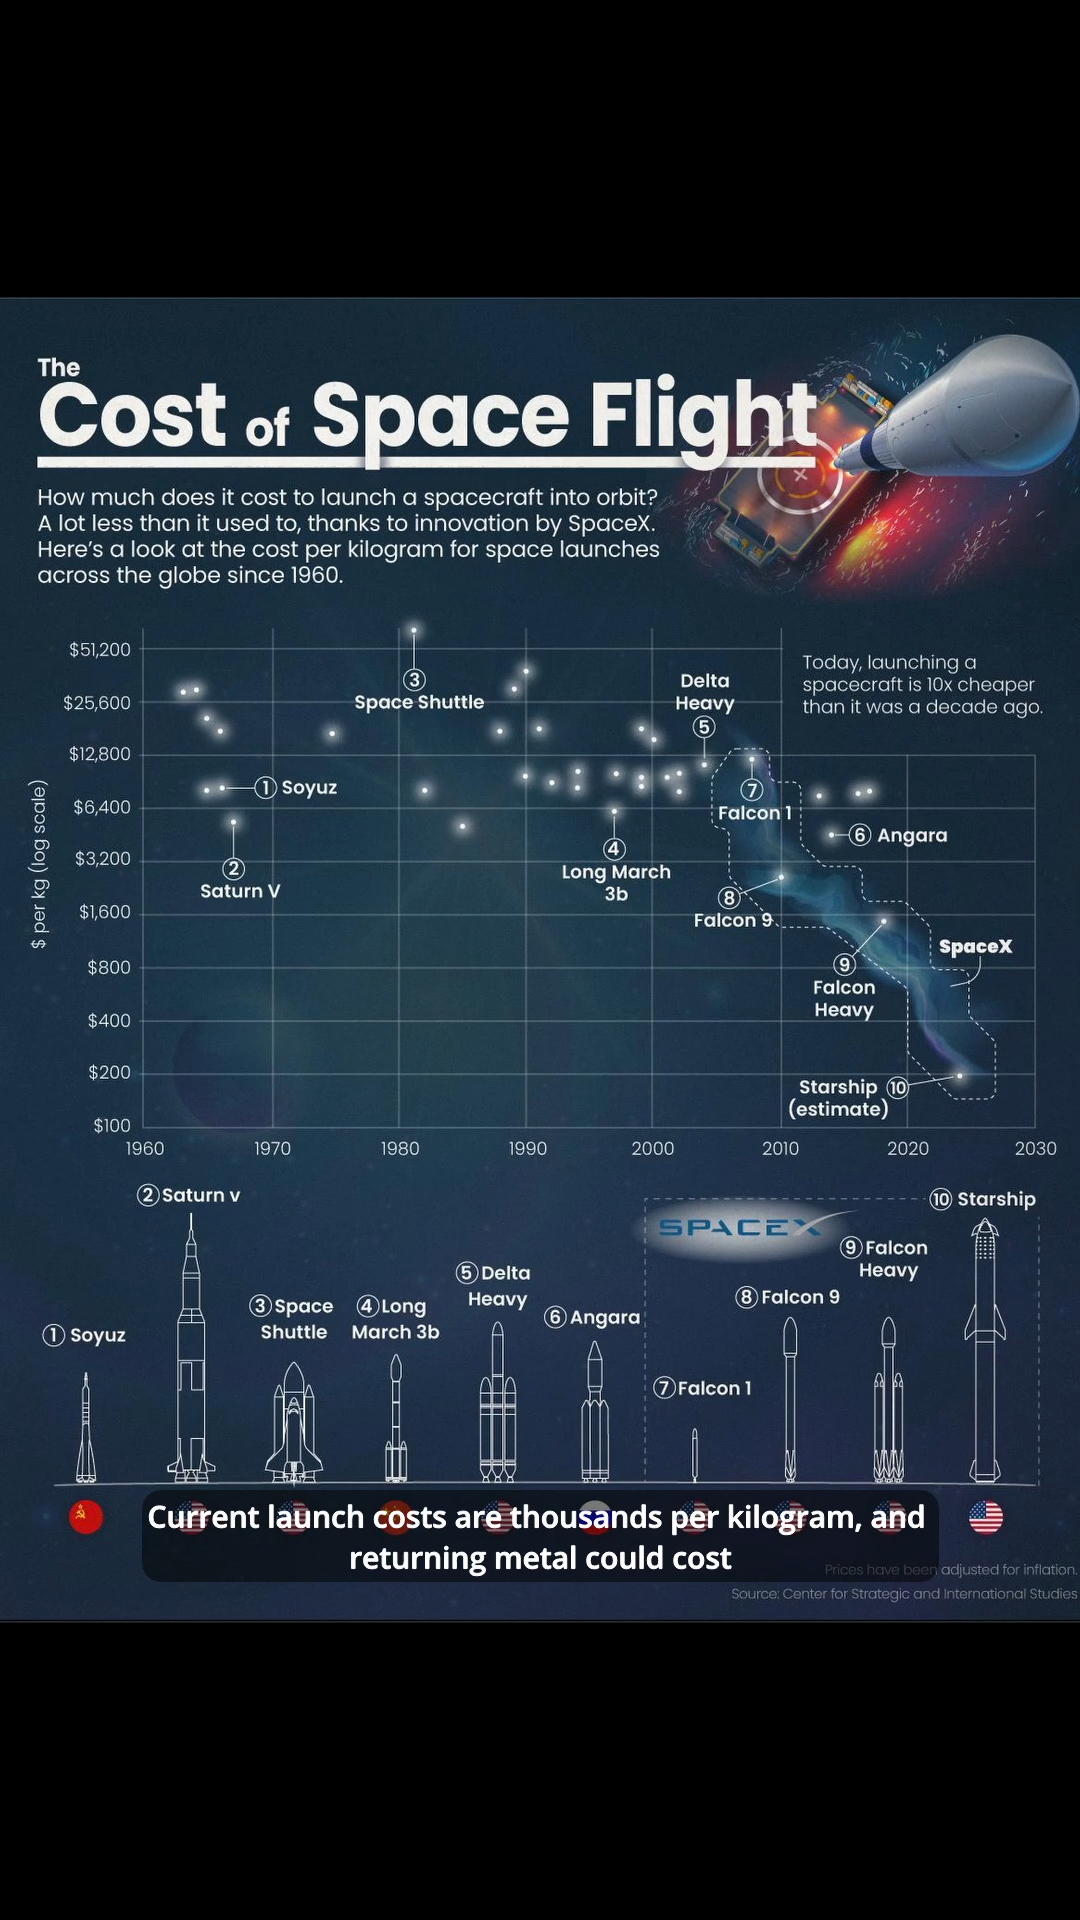 The
Cost of Space Flight
How much does it cost to launch a spacecraft into orbit?
A lot less than it used to, thanks to innovation by SpaceX.
Here's a look at the cost per kilogram for space launches
across the globe since 1960.
$ per kg (log scale)
$51,200
$25,600
$12,800
$6,400
$3,200
$1,600
$800
$400
$200
$100
Today, launching a
spacecraft is 10x cheaper
than it was a decade ago.
3
Space Shuttle
Delta
Heavy
5
1 Soyuz
7
Falcon 1
2
Saturn V
4
Long March
3b
6 Angara
8
Falcon 9
9
Falcon
Heavy
SpaceX
Starship 10
(estimate)
1960 1970 1980 1990 2000 2010 2020 2030
2 Saturn v
10 Starship
SPACEX
9 Falcon
Heavy
5 Delta
Heavy
8 Falcon 9
3 Space
Shuttle
4 Long
March 3b
6 Angara
1 Soyuz
7 Falcon 1
Current launch costs are thousands per kilogram, and
returning metal could cost
Prices have been adjusted for inflation.
Source: Center for Strategic and International Studies